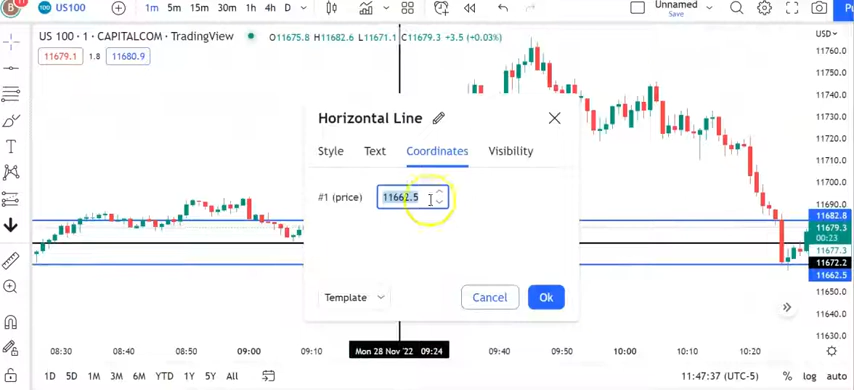 B 11 100 US100 1m 5m 15m 30m 1h 4h D Unnamed Save Pu
US 100 · 1 · CAPITALCOM · TradingView O11675.8 H11682.6 L11671.1 C11679.3 +3.5 (+0.03%) USD
11679.1 1.8 11680.9
11760.0
11750.0
11740.0
Horizontal Line
11730.0
11720.0
Style Text Coordinates Visibility
11710.0
11700.0
#1 (price) 11662.5
11690.0
11682.8
11679.3
00:23
11677.3
11672.2
11662.5
11650.0
Template Cancel Ok
11640.0
11630.0
08:30 08:50 09:00 09:10 Mon 28 Nov '22 09:24 09:40 09:50 10:00 10:10 10:20
1D 5D 1M 3M 6M YTD 1Y 5Y All 11:47:37 (UTC-5) % log auto